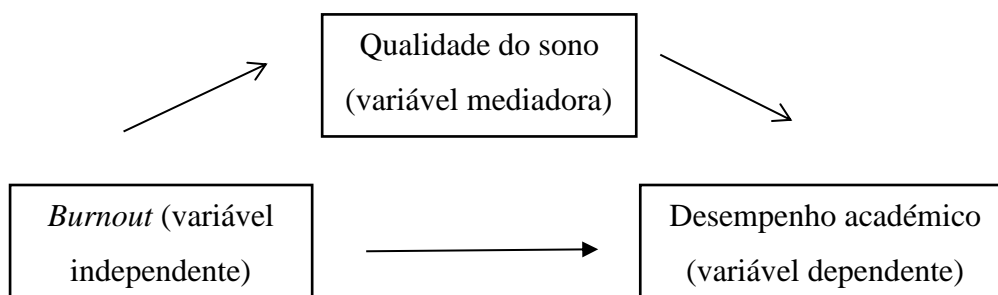 Qualidade do sono
(variável mediadora)
Burnout (variável
independente)
Desempenho académico
(variável dependente)